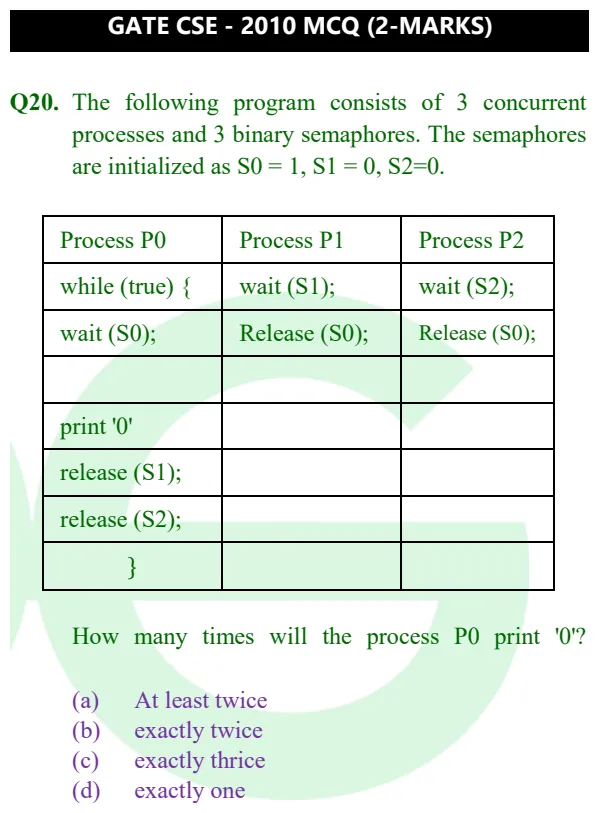 GATE CSE - 2010 MCQ (2-MARKS)
Q20. The following program consists of 3 concurrent
processes and 3 binary semaphores. The semaphores
are initialized as S0 = 1, S1 = 0, S2=0.
Process P0 Process P1 Process P2
while (true) { wait (S1); wait (S2);
wait (S0); Release (S0); Release (S0);
print '0'
release (S1);
release (S2);
}
How many times will the process P0 print '0'?
(a) At least twice
(b) exactly twice
(c) exactly thrice
(d) exactly one